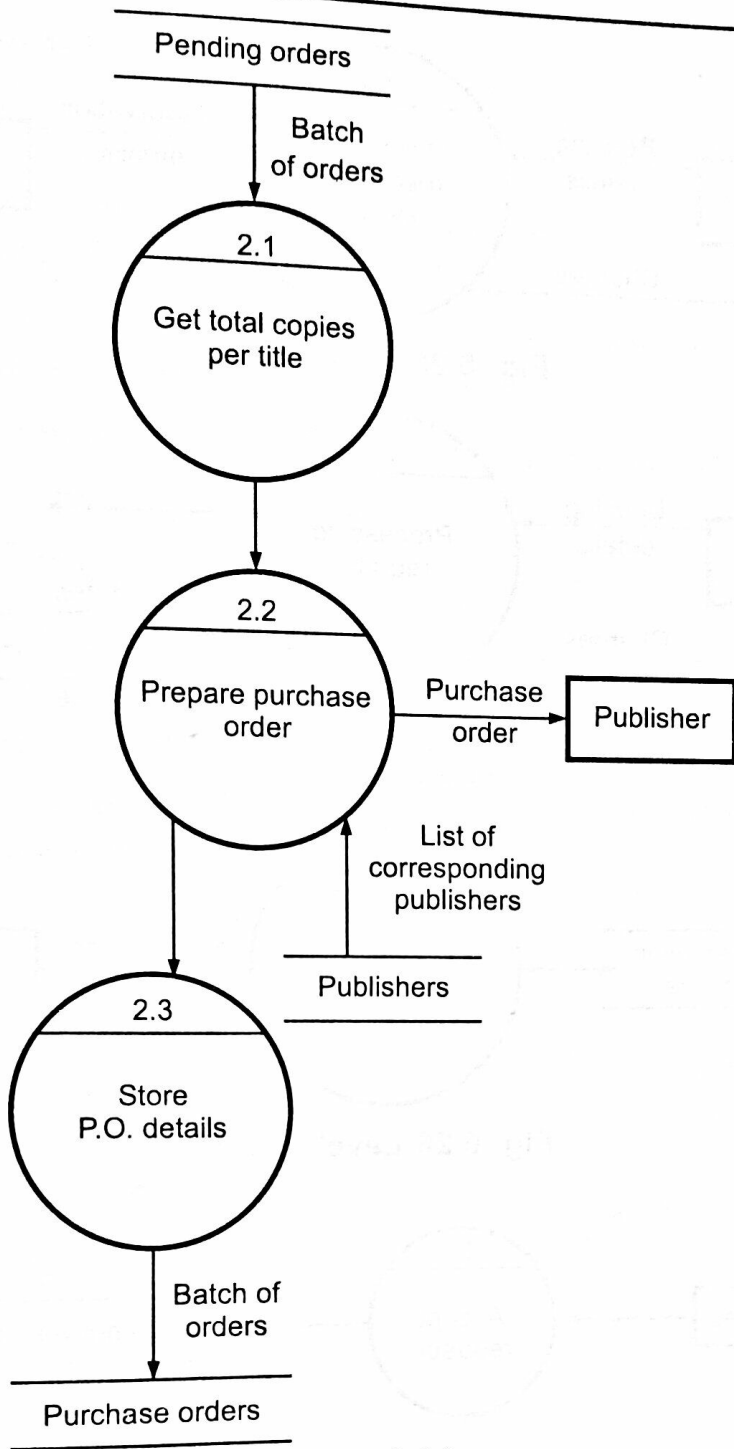 Pending orders
Batch
of orders
2.1
Get total copies
per title
2.2
Prepare purchase
order
Purchase
order
Publisher
List of
corresponding
publishers
Publishers
2.3
Store
P.O. details
Batch of
orders
Purchase orders